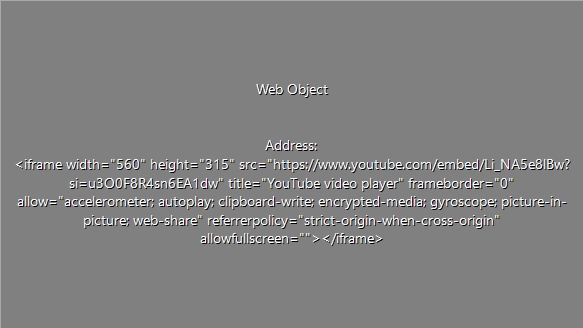 Web Object
Address:
<iframe width="560" height="315" src="https://www.youtube.com/embed/Li_NA5e8lBw?
si=u3O0F8R4sn6EA1dw" title="YouTube video player" frameborder="0"
allow="accelerometer; autoplay; clipboard-write; encrypted-media; gyroscope; picture-in-
picture; web-share" referrerpolicy="strict-origin-when-cross-origin"
allowfullscreen=""></iframe>